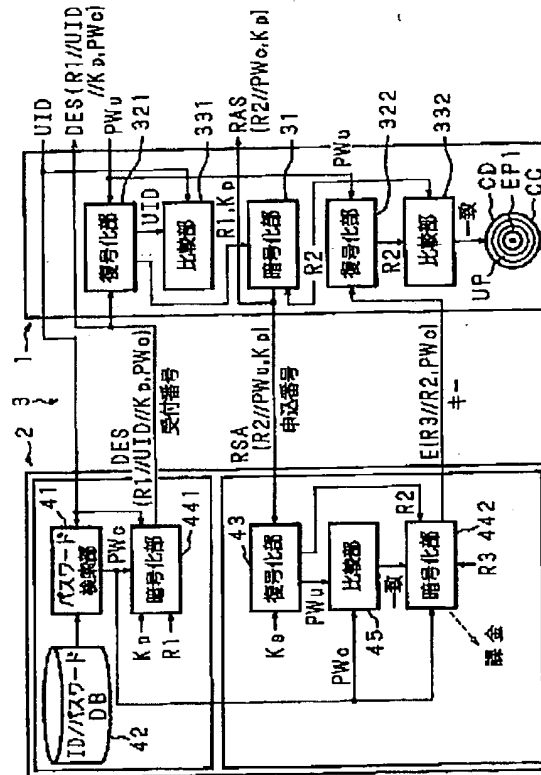 2
3
1
ID/パスワード
DB
42
41
パスワード
検索部
PWc
Kp
R1
暗号化部
441
UID
DES(R1//UID
//Kp,PWc)
PWu
DES
(R1//UID//Kp,PWc)
受付番号
復号化部
321
UID
比較部
331
R1,Kp
RAS
(R2//PWc,Kp)
暗号化部
31
R2
RSA
(R2//PWu,Kp)
申込番号
43
復号化部
Ks
PWu
R2
PWc
比較部
45
一致
暗号化部
442
R3
課金
E(R3//R2,PWc)
キー
PWu
復号化部
322
R2
比較部
332
一致
UP
CD
EP1
CC